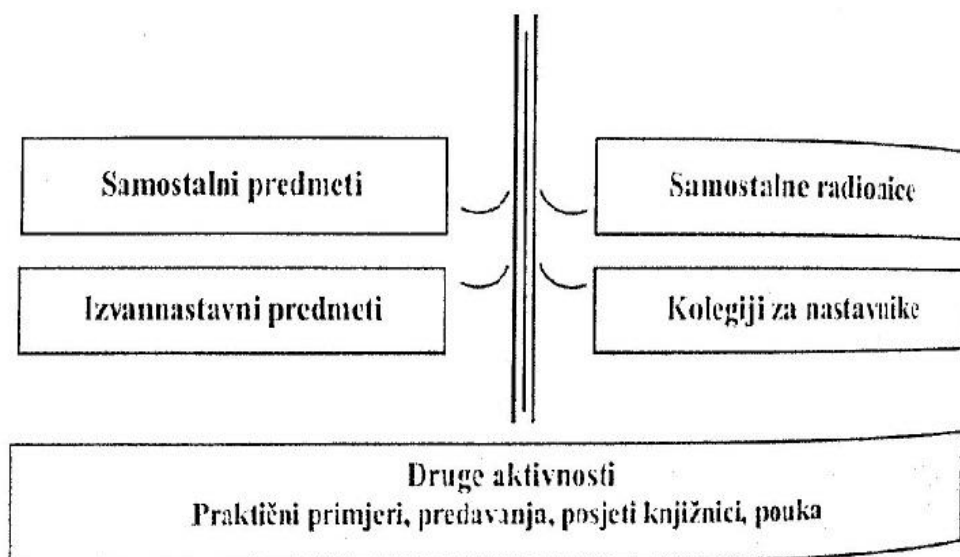 Samostalni predmeti
Samostalne radionice
Izvannastavni predmeti
Kolegiji za nastavnike
Druge aktivnosti
Praktični primjeri, predavanja, posjeti knjižnici, pouka